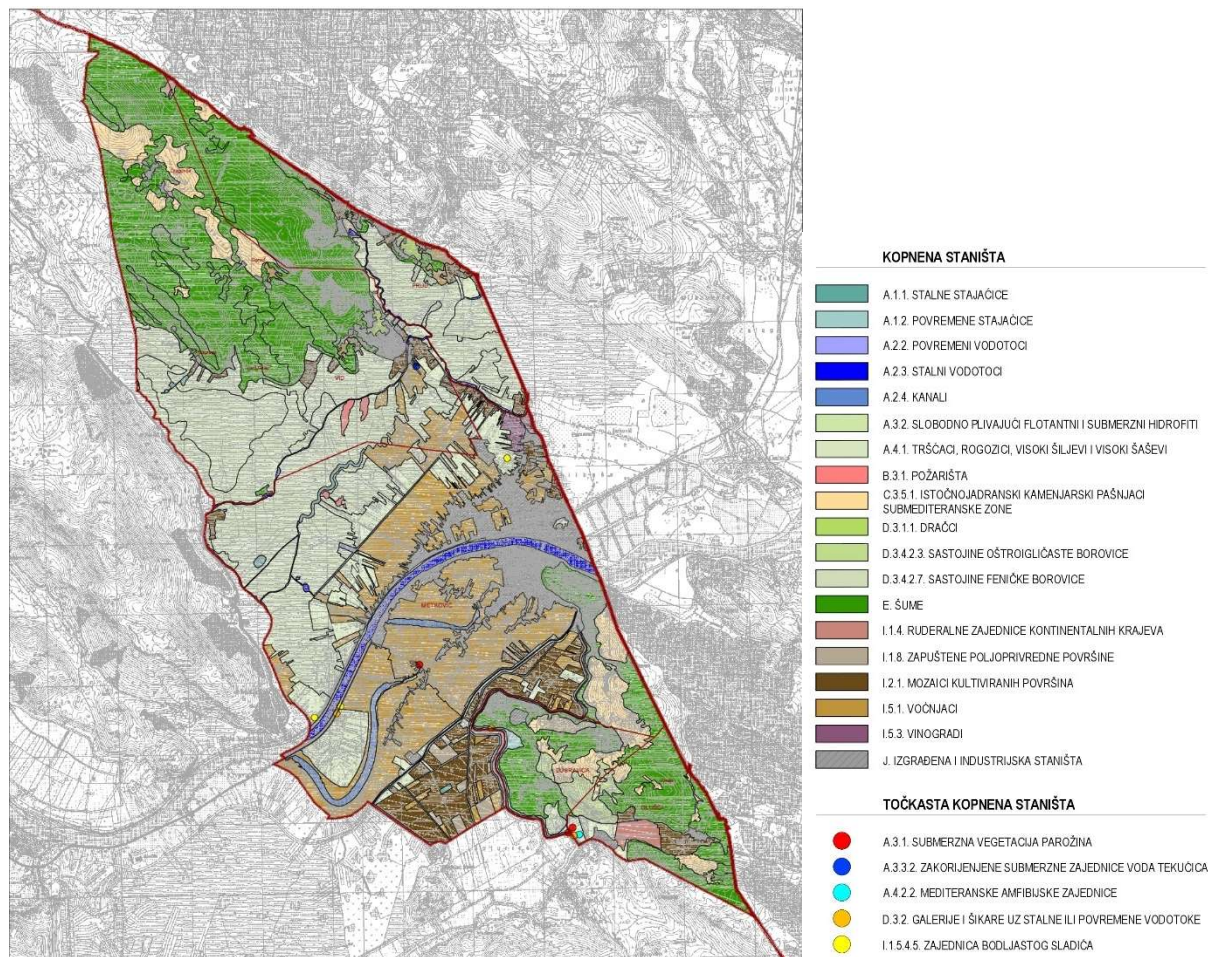 KOPNENA STANIŠTA
A.1.1. STALNE STAJAĆICE
A.1.2. POVREMENE STAJAĆICE
A.2.2. POVREMENI VODOTOCI
A.2.3. STALNI VODOTOCI
A.2.4. KANALI
A.3.2. SLOBODNO PLIVAJUĆI FLOTANTNI I SUBMERZNI HIDROFITI
A.4.1. TRŠĆACI, ROGOZICI, VISOKI ŠILJEVI I VISOKI ŠAŠEVI
B.3.1. POŽARIŠTA
C.3.5.1. ISTOČNOJADRANSKI KAMENJARSKI PAŠNJACI
SUBMEDITERANSKE ZONE
D.3.1.1. DRAČCI
D.3.4.2.3. SASTOJINE OŠTROIGLIČASTE BOROVICE
D.3.4.2.7. SASTOJINE FENIČKE BOROVICE
E. ŠUME
I.1.4. RUDERALNE ZAJEDNICE KONTINENTALNIH KRAJEVA
I.1.8. ZAPUŠTENE POLJOPRIVREDNE POVRŠINE
I.2.1. MOZAICI KULTIVIRANIH POVRŠINA
I.5.1. VOĆNJACI
I.5.3. VINOGRADI
J. IZGRAĐENA I INDUSTRIJSKA STANIŠTA
TOČKASTA KOPNENA STANIŠTA
A.3.1. SUBMERZNA VEGETACIJA PAROŽINA
A.3.3.2. ZAKORIJENJENE SUBMERZNE ZAJEDNICE VODA TEKUĆICA
A.4.2.2. MEDITERANSKE AMFIBIJSKE ZAJEDNICE
D.3.2. GALERIJE I ŠIKARE UZ STALNE ILI POVREMENE VODOTOKE
I.1.5.4.5. ZAJEDNICA BODLJASTOG SLADIĆA
PRUD
VID
METKOVIĆ
DUBRAVICA